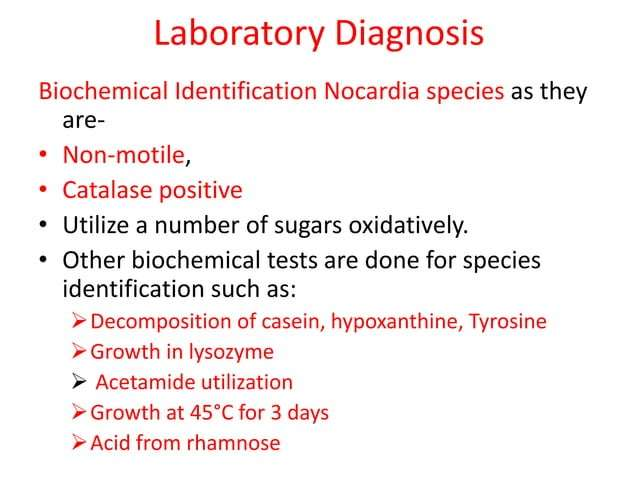 Laboratory Diagnosis
Biochemical Identification Nocardia species as they
are-
• Non-motile,
• Catalase positive
• Utilize a number of sugars oxidatively.
• Other biochemical tests are done for species
identification such as:
➢Decomposition of casein, hypoxanthine, Tyrosine
➢Growth in lysozyme
➢ Acetamide utilization
➢Growth at 45°C for 3 days
➢Acid from rhamnose